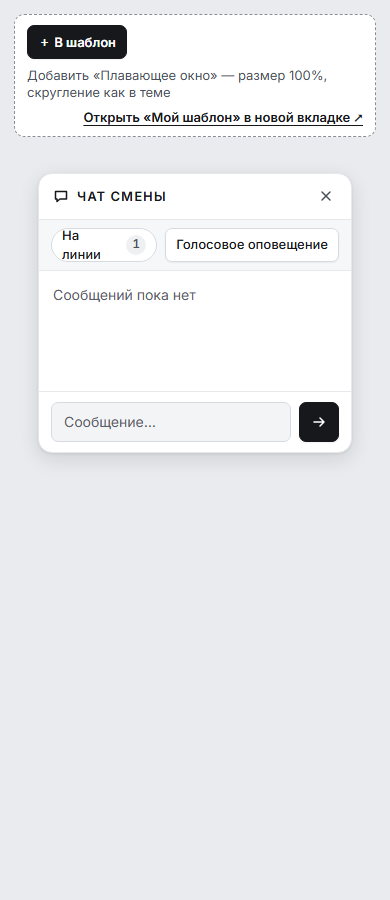 + В шаблон
Добавить «Плавающее окно» — размер 100%,
скругление как в теме
Открыть «Мой шаблон» в новой вкладке ↗
ЧАТ СМЕНЫ
На
линии
1
Голосовое оповещение
Сообщений пока нет
Сообщение...